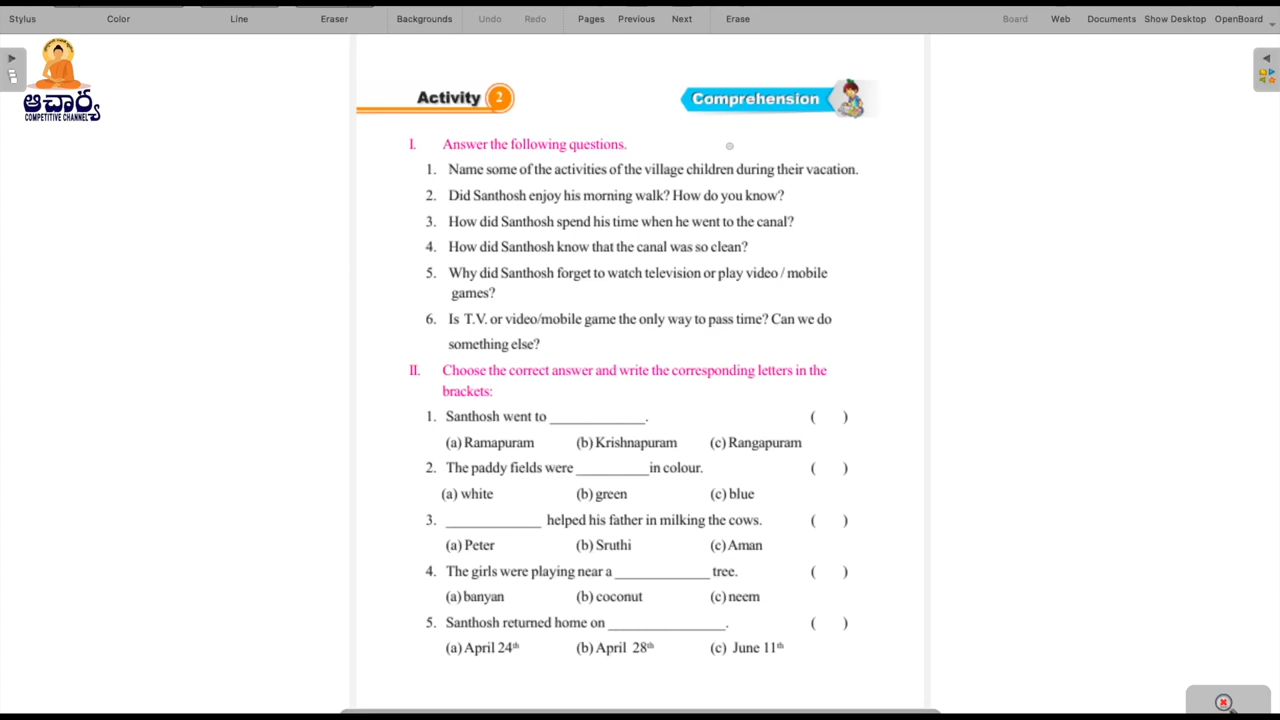 Stylus Color Line Eraser Backgrounds Undo Redo Pages Previous Next Erase Board Web Documents Show Desktop OpenBoard
ఆచార్య
COMPETITIVE CHANNEL
Activity 2 Comprehension
I. Answer the following questions.
1. Name some of the activities of the village children during their vacation.
2. Did Santhosh enjoy his morning walk? How do you know?
3. How did Santhosh spend his time when he went to the canal?
4. How did Santhosh know that the canal was so clean?
5. Why did Santhosh forget to watch television or play video / mobile
games?
6. Is T.V. or video/mobile game the only way to pass time? Can we do
something else?
II. Choose the correct answer and write the corresponding letters in the
brackets:
1. Santhosh went to _____________. ( )
(a) Ramapuram (b) Krishnapuram (c) Rangapuram
2. The paddy fields were __________in colour. ( )
(a) white (b) green (c) blue
3. _____________ helped his father in milking the cows. ( )
(a) Peter (b) Sruthi (c) Aman
4. The girls were playing near a _____________ tree. ( )
(a) banyan (b) coconut (c) neem
5. Santhosh returned home on ________________. ( )
(a) April 24th (b) April 28th (c) June 11th